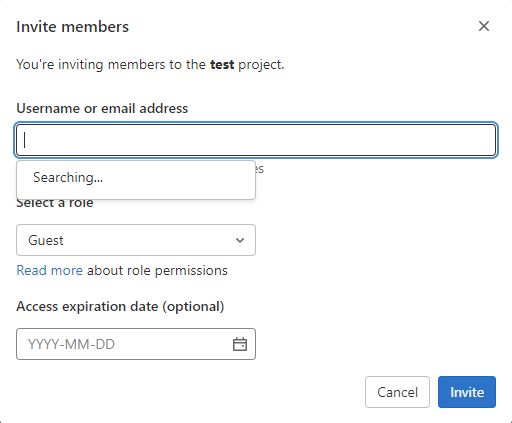 Invite members
You're inviting members to the test project.
Username or email address
Searching...
es
Select a role
Guest
Read more about role permissions
Access expiration date (optional)
YYYY-MM-DD
Cancel
Invite